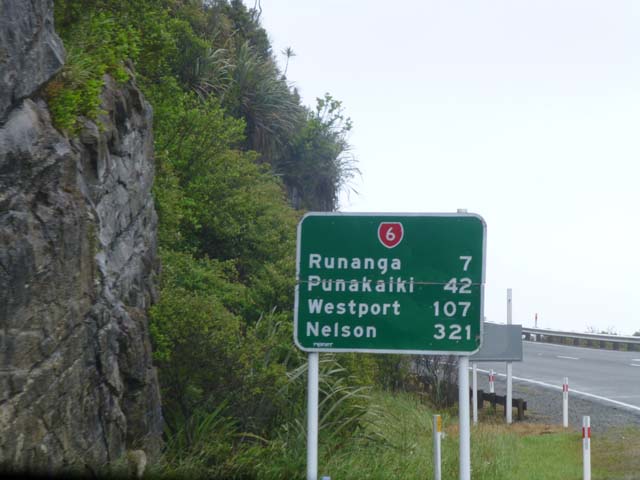 6
Runanga 7
Punakaiki 42
Westport 107
Nelson 321